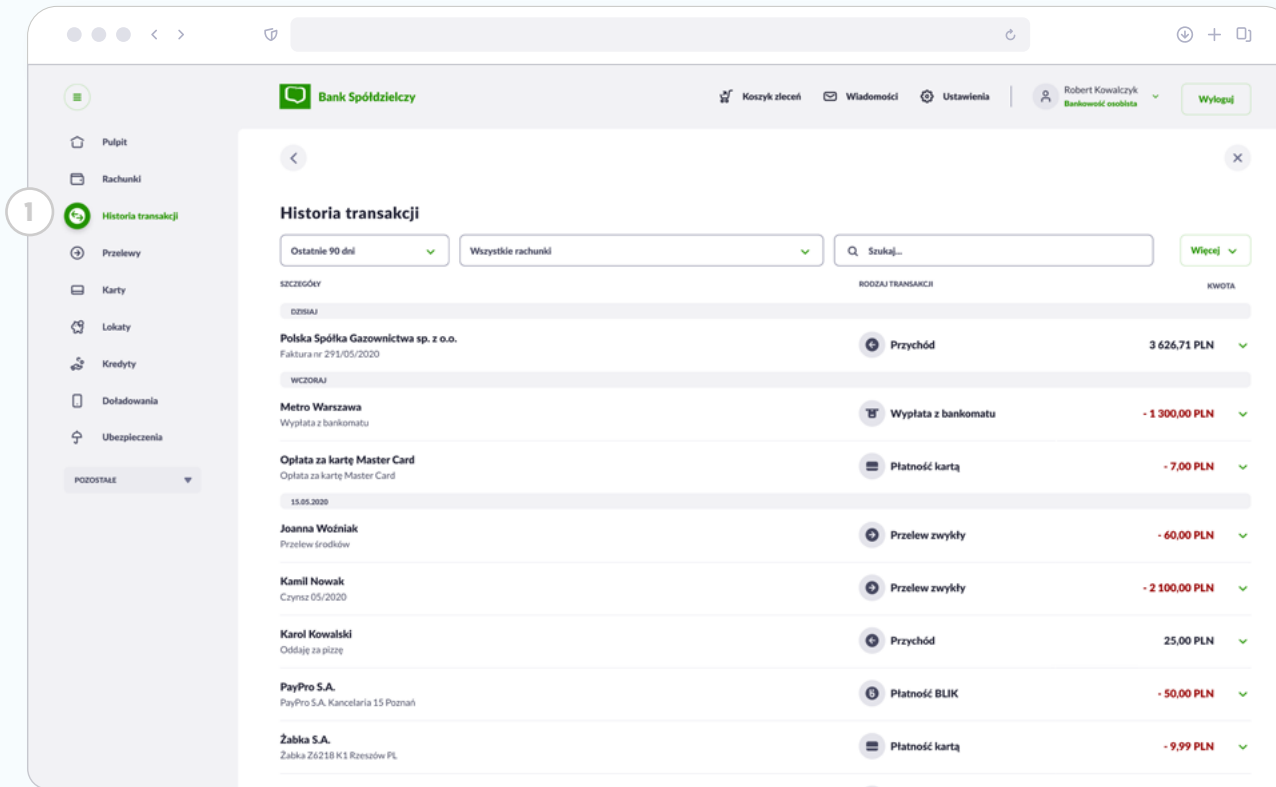 Bank Spółdzielczy
Koszyk zleceń Wiadomości Ustawienia
Robert Kowalczyk
Bankowość osobista
Wyloguj
Pulpit
Rachunki
1
Historia transakcji
Przelewy
Karty
Lokaty
Kredyty
Doładowania
Ubezpieczenia
POZOSTAŁE
Historia transakcji
Ostatnie 90 dni Wszystkie rachunki Szukaj... Więcej
SZCZEGÓŁY RODZAJ TRANSAKCJI KWOTA
DZISIAJ
Polska Spółka Gazownictwa sp. z o.o.
Faktura nr 291/05/2020
Przychód 3 626,71 PLN
WCZORAJ
Metro Warszawa
Wypłata z bankomatu
Wypłata z bankomatu - 1 300,00 PLN
Opłata za kartę Master Card
Opłata za kartę Master Card
Płatność kartą - 7,00 PLN
15.05.2020
Joanna Woźniak
Przelew środków
Przelew zwykły - 60,00 PLN
Kamil Nowak
Czynsz 05/2020
Przelew zwykły - 2 100,00 PLN
Karol Kowalski
Oddaję za pizzę
Przychód 25,00 PLN
PayPro S.A.
PayPro S.A. Kancelaria 15 Poznań
Płatność BLIK - 50,00 PLN
Żabka S.A.
Żabka Z6218 K1 Rzeszów PL
Płatność kartą - 9,99 PLN